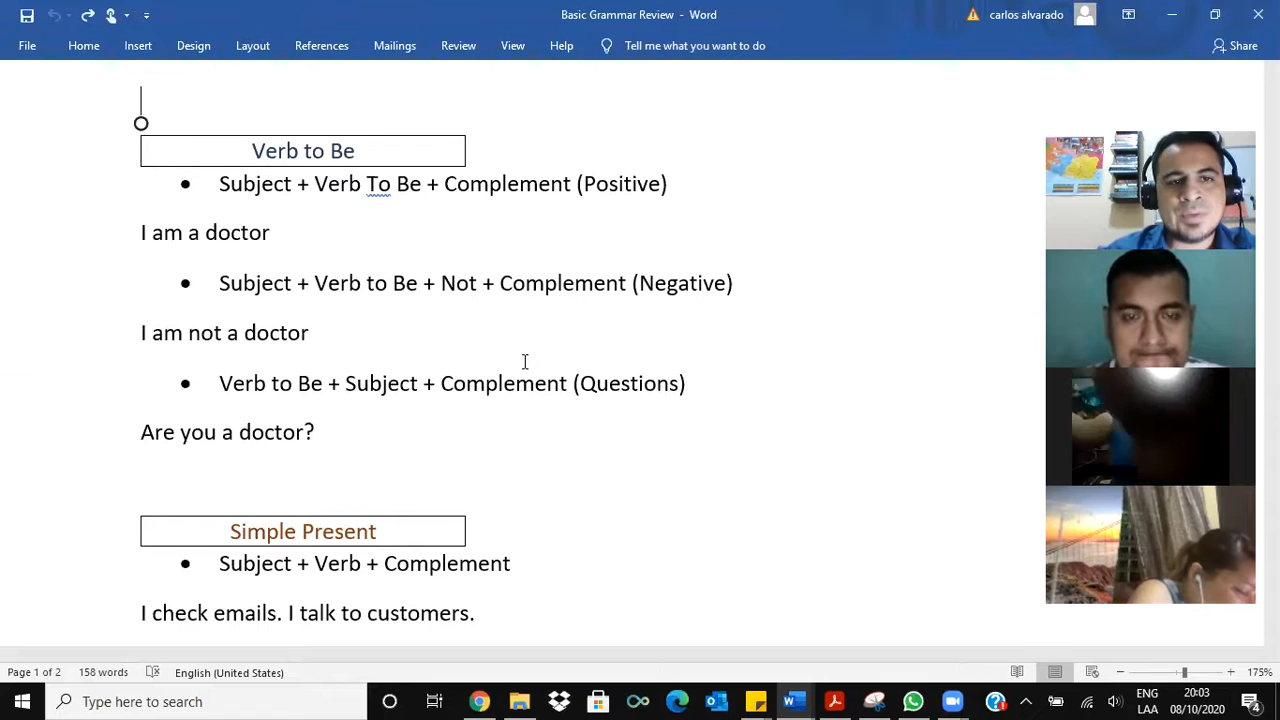 Basic Grammar Review - Word
carlos alvarado
File Home Insert Design Layout References Mailings Review View Help Tell me what you want to do Share
Verb to Be
• Subject + Verb To Be + Complement (Positive)
I am a doctor
• Subject + Verb to Be + Not + Complement (Negative)
I am not a doctor
• Verb to Be + Subject + Complement (Questions)
Are you a doctor?
Simple Present
• Subject + Verb + Complement
I check emails. I talk to customers.
Page 1 of 2 158 words English (United States) 175%
Type here to search
ENG
LAA
20:03
08/10/2020
4